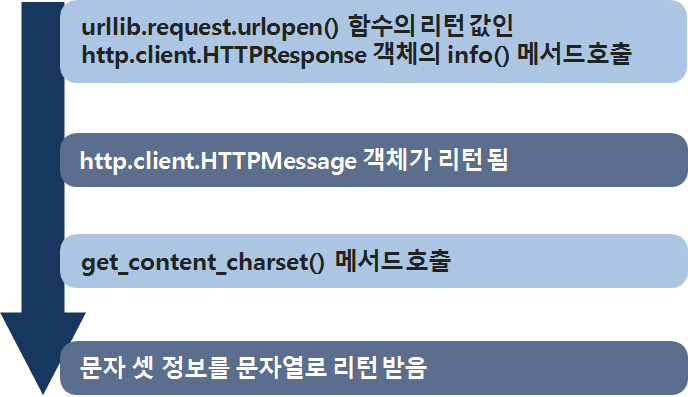 urllib.request.urlopen() 함수의 리턴 값인
http.client.HTTPResponse 객체의 info() 메서드호출
http.client.HTTPMessage 객체가 리턴 됨
get_content_charset() 메서드호출
문자 셋 정보를 문자열로 리턴 받음